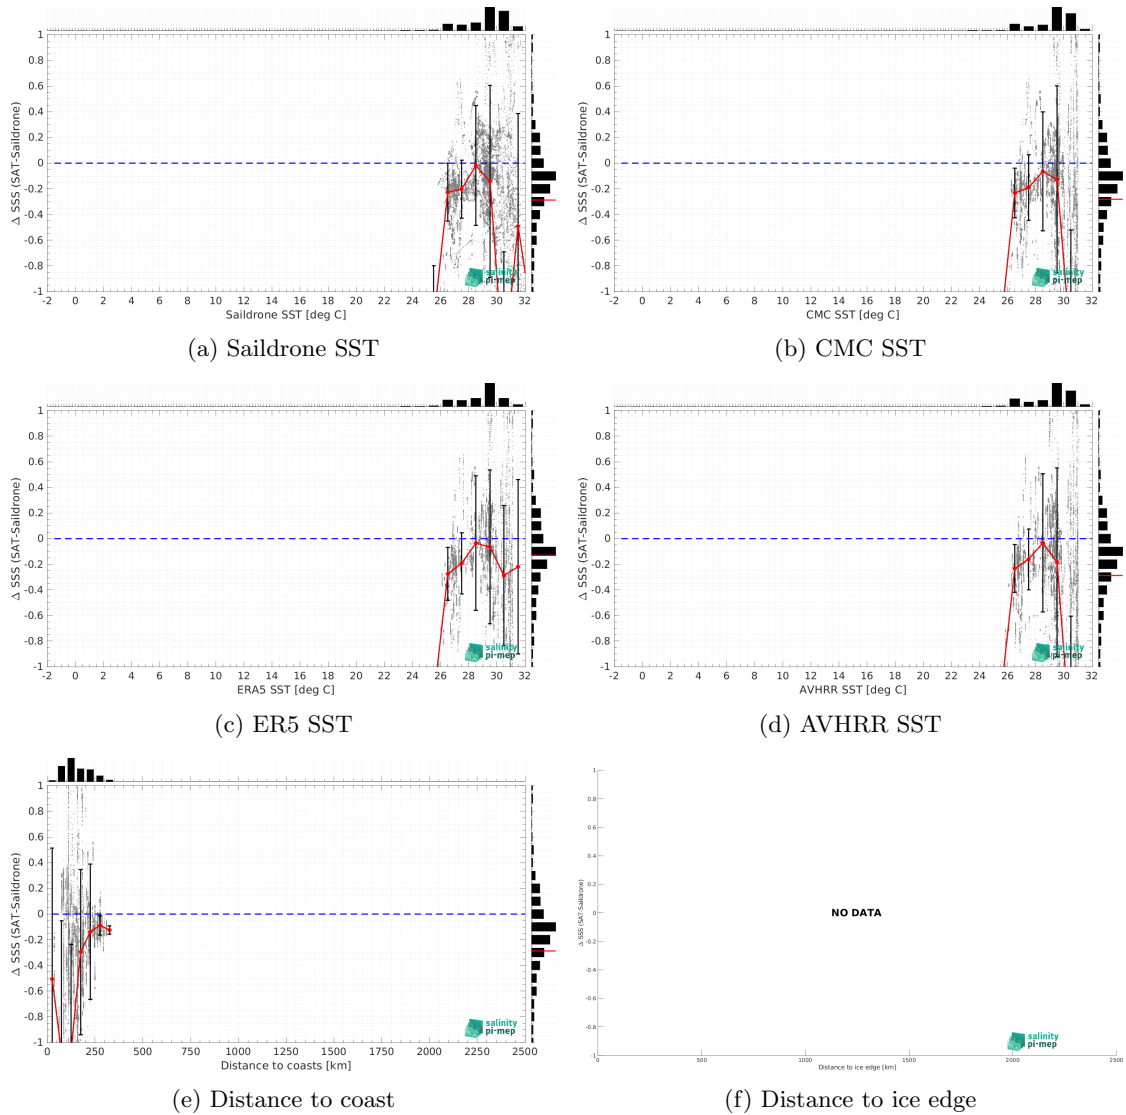 1
0.8
0.6
0.4
0.2
0
-0.2
-0.4
-0.6
-0.8
-1
Δ SSS (SAT-Saildrone)
salinity
pi-mep
-2 0 2 4 6 8 10 12 14 16 18 20 22 24 26 28 30 32
Saildrone SST [deg C]
(a) Saildrone SST
1
0.8
0.6
0.4
0.2
0
-0.2
-0.4
-0.6
-0.8
-1
Δ SSS (SAT-Saildrone)
salinity
pi-mep
-2 0 2 4 6 8 10 12 14 16 18 20 22 24 26 28 30 32
CMC SST [deg C]
(b) CMC SST
1
0.8
0.6
0.4
0.2
0
-0.2
-0.4
-0.6
-0.8
-1
Δ SSS (SAT-Saildrone)
salinity
pi-mep
-2 0 2 4 6 8 10 12 14 16 18 20 22 24 26 28 30 32
ERA5 SST [deg C]
(c) ER5 SST
1
0.8
0.6
0.4
0.2
0
-0.2
-0.4
-0.6
-0.8
-1
Δ SSS (SAT-Saildrone)
salinity
pi-mep
-2 0 2 4 6 8 10 12 14 16 18 20 22 24 26 28 30 32
AVHRR SST [deg C]
(d) AVHRR SST
1
0.8
0.6
0.4
0.2
0
-0.2
-0.4
-0.6
-0.8
-1
Δ SSS (SAT-Saildrone)
salinity
pi-mep
0 250 500 750 1000 1250 1500 1750 2000 2250 2500
Distance to coasts [km]
(e) Distance to coast
1
0.8
0.6
0.4
0.2
0
-0.2
-0.4
-0.6
-0.8
-1
Δ SSS (SAT-Saildrone)
NO DATA
salinity
pi-mep
0 500 1000 1500 2000 2500
Distance to ice edge [km]
(f) Distance to ice edge